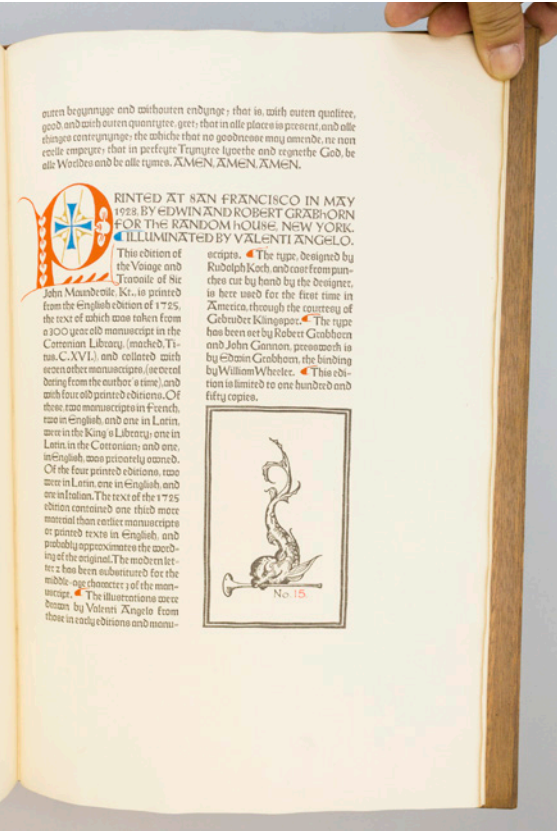 outen begynnyge and withouten endynge; that is, with outen qualitee,
good, and with outen quantytee, gret; that in alle places is present, and alle
thinges conteynynge; the whiche that no goodnesse may amende, ne non
evelle empeyre; that in perfeyte Trynytee lyvethe and regnethe God, be
alle Worldes and be alle tymes. AMEN, AMEN, AMEN.
PRINTED AT SAN FRANCISCO IN MAY
1928, BY EDWIN AND ROBERT GRABHORN
FOR THE RANDOM HOUSE, NEW YORK.
ILLUMINATED BY VALENTI ANGELO.
This edition of
the Voiage and
Travaile of Sir
John Maundevile, Kt., is printed
from the English edition of 1725,
the text of which was taken from
a 300 year old manuscript in the
Cottonian Library, (marked, Ti-
tus. C. XVI.), and collated with
seven other manuscripts, (several
dating from the author's time), and
with four old printed editions. Of
these, two manuscripts in French,
two in English, and one in Latin,
were in the King's Library; one in
Latin, in the Cottonian; and one,
in English, was privately owned.
Of the four printed editions, two
were in Latin, one in English, and
one in Italian. The text of the 1725
edition contained one third more
material than earlier manuscripts
or printed texts in English, and
probably approximates the word-
ing of the original. The modern let-
ter z has been substituted for the
middle-age character ȝ of the man-
uscript. The illustrations were
drawn by Valenti Angelo from
those in early editions and manu-
scripts. The type, designed by
Rudolph Koch, and cast from pun-
ches cut by hand by the designer,
is here used for the first time in
America, through the courtesy of
Gebruder Klingspor. The type
has been set by Robert Grabhorn
and John Gannon, presswork is
by Edwin Grabhorn, the binding
by William Wheeler. This edi-
tion is limited to one hundred and
fifty copies.
No. 15.